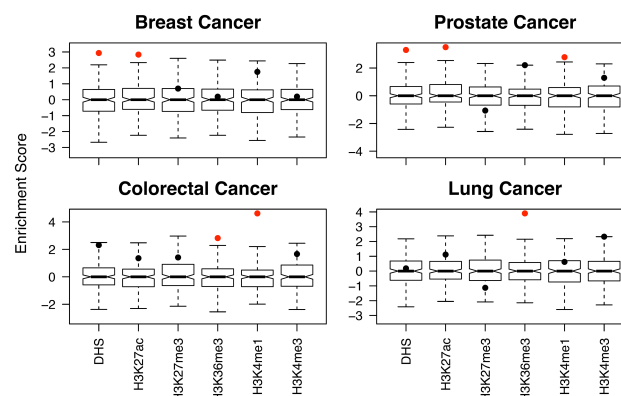 Breast Cancer
Prostate Cancer
3
2
1
0
-1
-2
-3
2
0
-2
-4
Enrichment Score
Colorectal Cancer
Lung Cancer
4
2
0
-2
4
3
2
1
0
-1
-2
-3
DHS
H3K27ac
H3K27me3
H3K36me3
H3K4me1
H3K4me3
DHS
H3K27ac
H3K27me3
H3K36me3
H3K4me1
H3K4me3